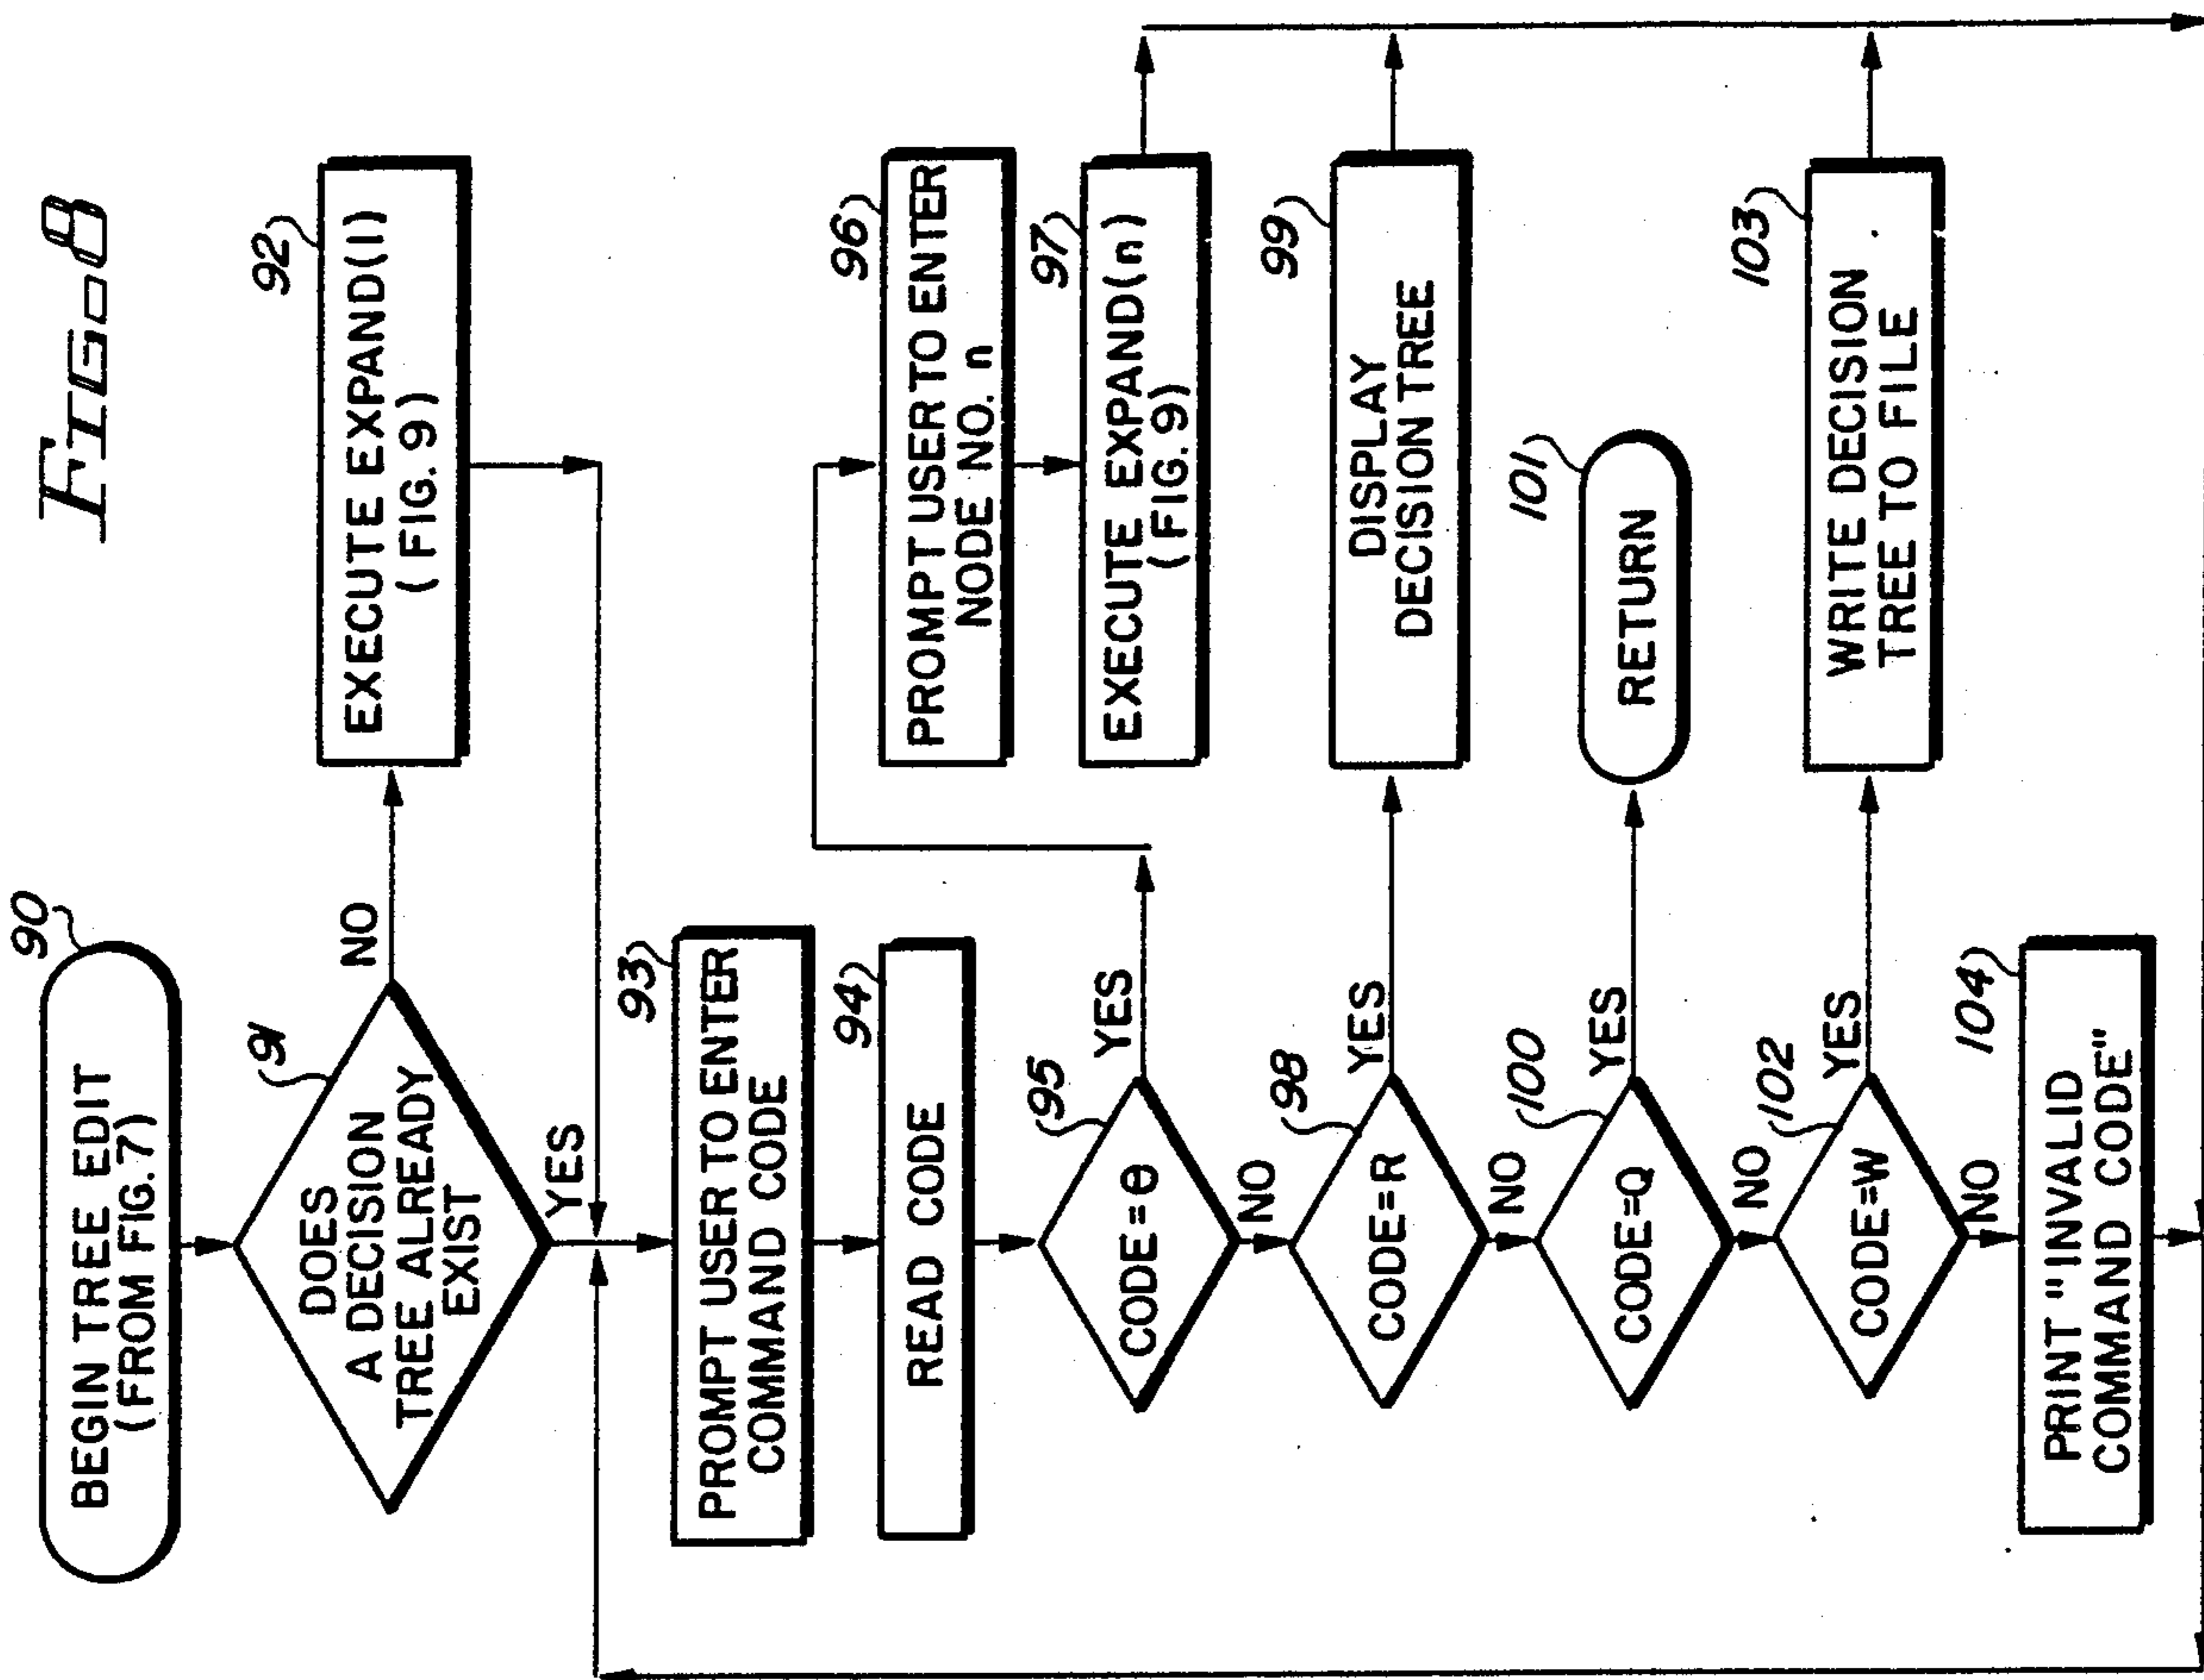 FIG. 8
90
BEGIN TREE EDIT
(FROM FIG. 7)
91
DOES
A DECISION
TREE ALREADY
EXIST
NO
YES
92
EXECUTE EXPAND(1)
(FIG. 9)
93
PROMPT USER TO ENTER
COMMAND CODE
94
READ CODE
95
CODE = θ
YES
NO
96
PROMPT USER TO ENTER
NODE NO. n
97
EXECUTE EXPAND(n)
(FIG. 9)
98
CODE=R
YES
NO
99
DISPLAY
DECISION TREE
100
CODE=Q
YES
NO
101
RETURN
102
CODE=W
YES
NO
103
WRITE DECISION
TREE TO FILE
104
PRINT "INVALID
COMMAND CODE"